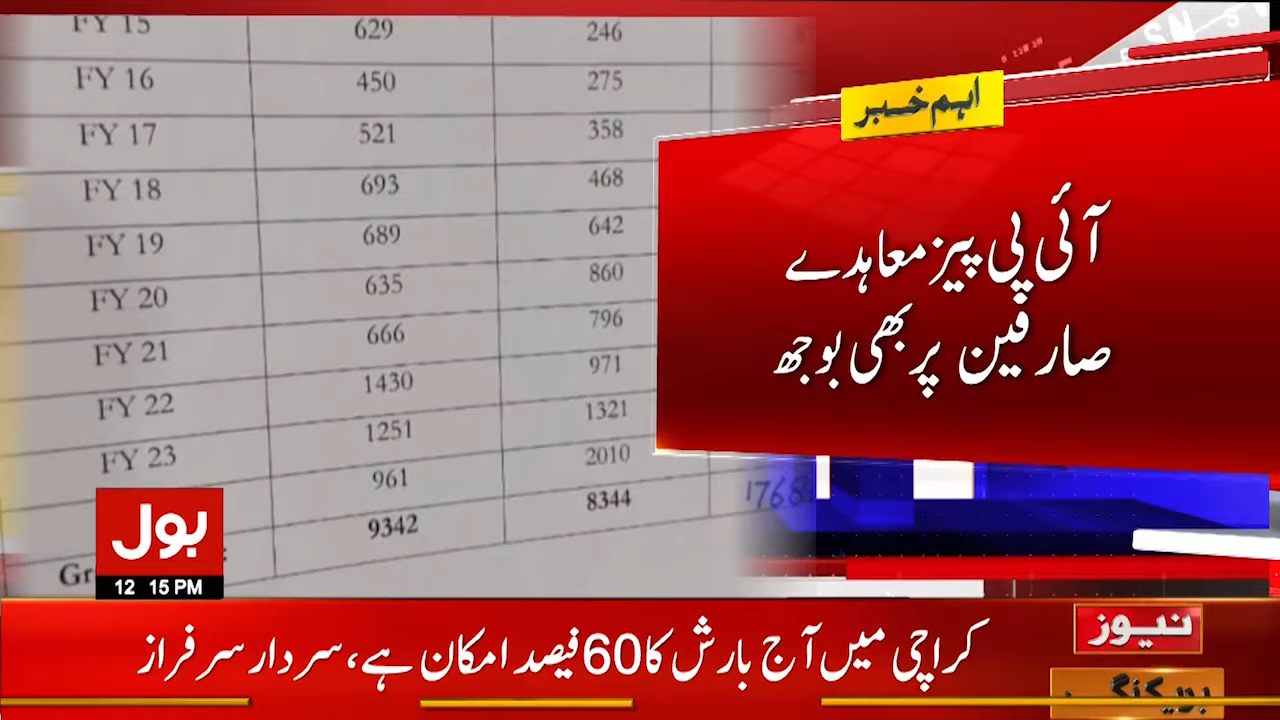 FY 15 629 246
FY 16 450 275
FY 17 521 358
FY 18 693 468
FY 19 689 642
FY 20 635 860
FY 21 666 796
FY 22 1430 971
FY 23 1251 1321
961 2010
9342 8344
اہم خبر
آئی پی پیز معاہدے
صارفین پر بھی بوجھ
بول
12 15 PM
نیوز
کراچی میں آج بارش کا 60 فیصد امکان ہے، سردار سرفراز